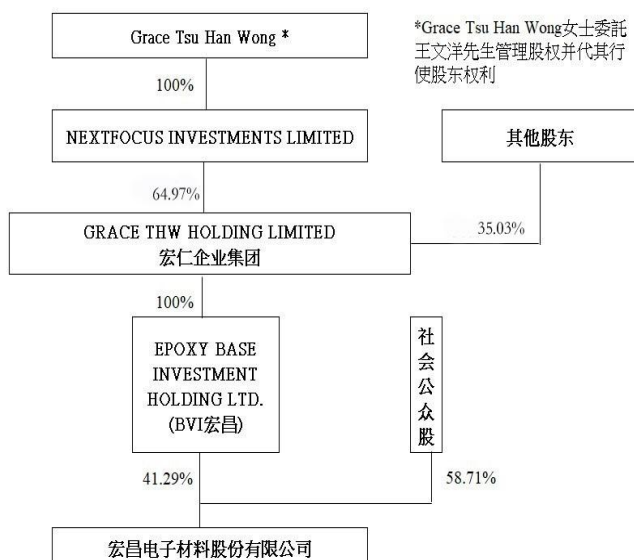 Grace Tsu Han Wong *
*Grace Tsu Han Wong女士委託
王文洋先生管理股权并代其行
使股东权利
100%
NEXTFOCUS INVESTMENTS LIMITED
其他股东
64.97%
35.03%
GRACE THW HOLDING LIMITED
宏仁企业集团
100%
EPOXY BASE
INVESTMENT
HOLDING LTD.
(BVI宏昌)
社
会
公
众
股
41.29%
58.71%
宏昌电子材料股份有限公司